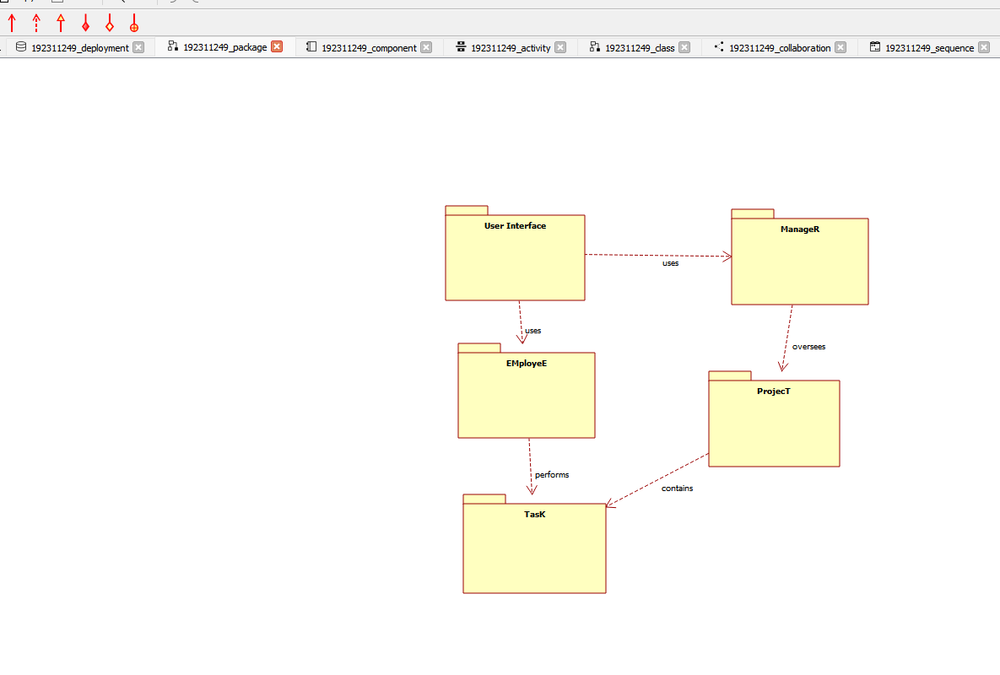 192311249_deployment
192311249_package
192311249_component
192311249_activity
192311249_class
192311249_collaboration
192311249_sequence
User Interface
ManageR
uses
uses
EMployeE
oversees
ProjecT
performs
contains
TasK